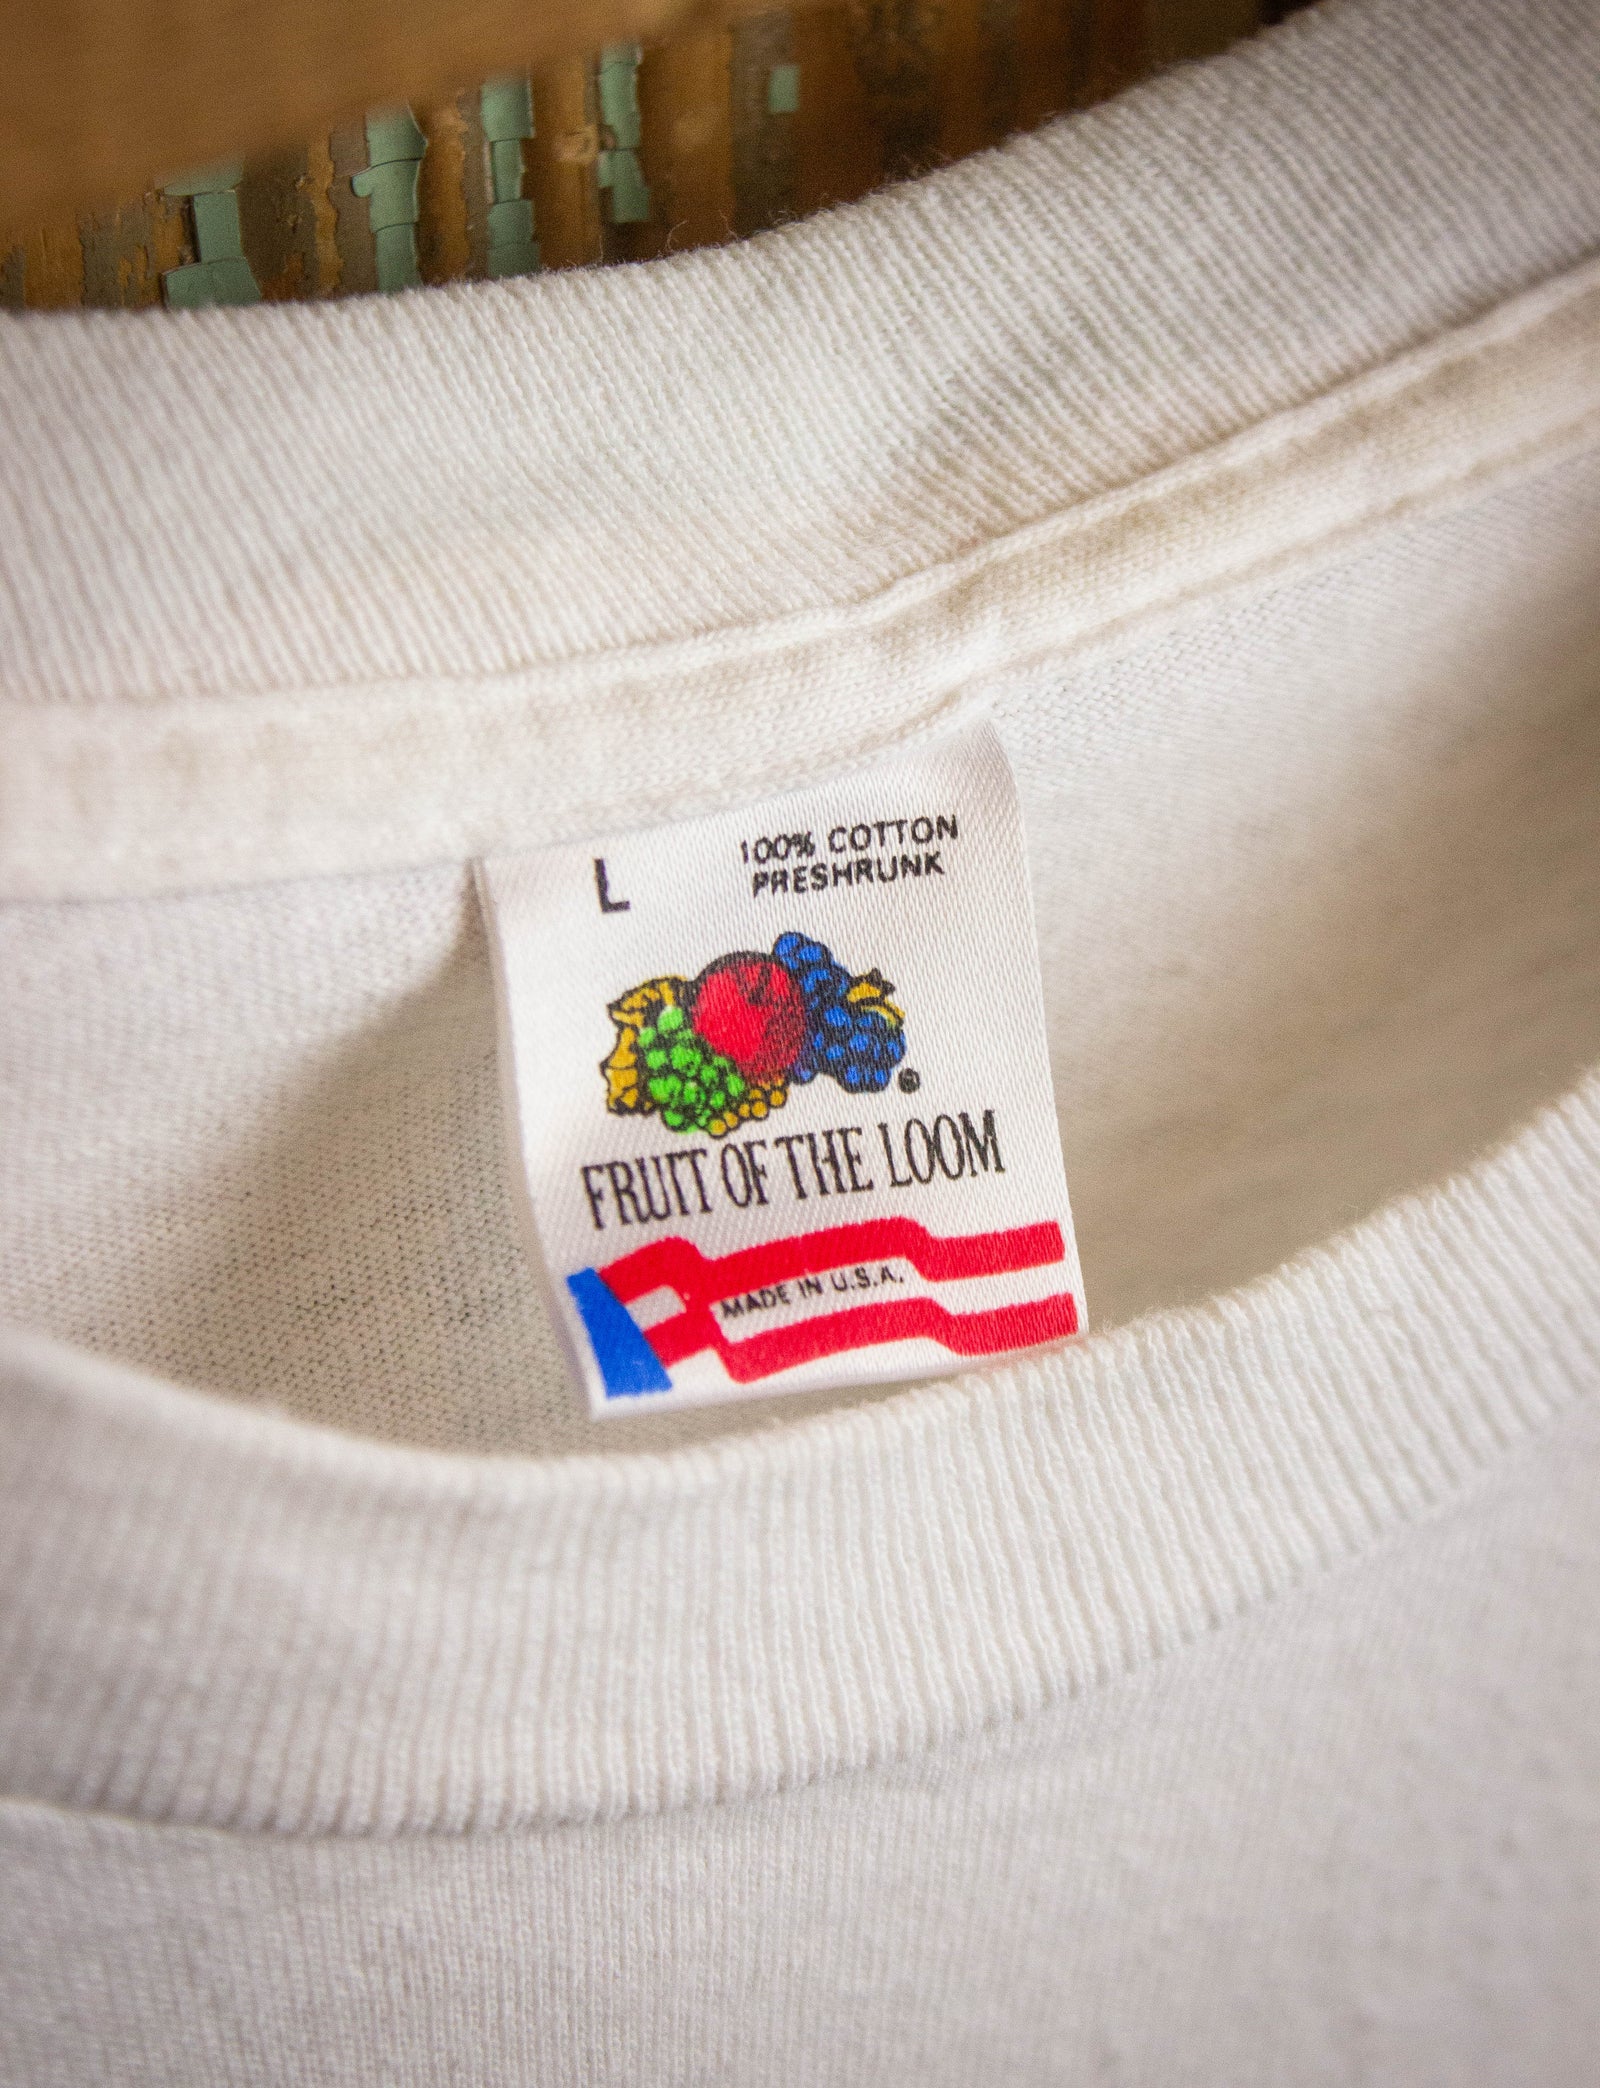 L
100% COTTON
PRESHRUNK
®
FRUIT OF THE LOOM
MADE IN U.S.A.